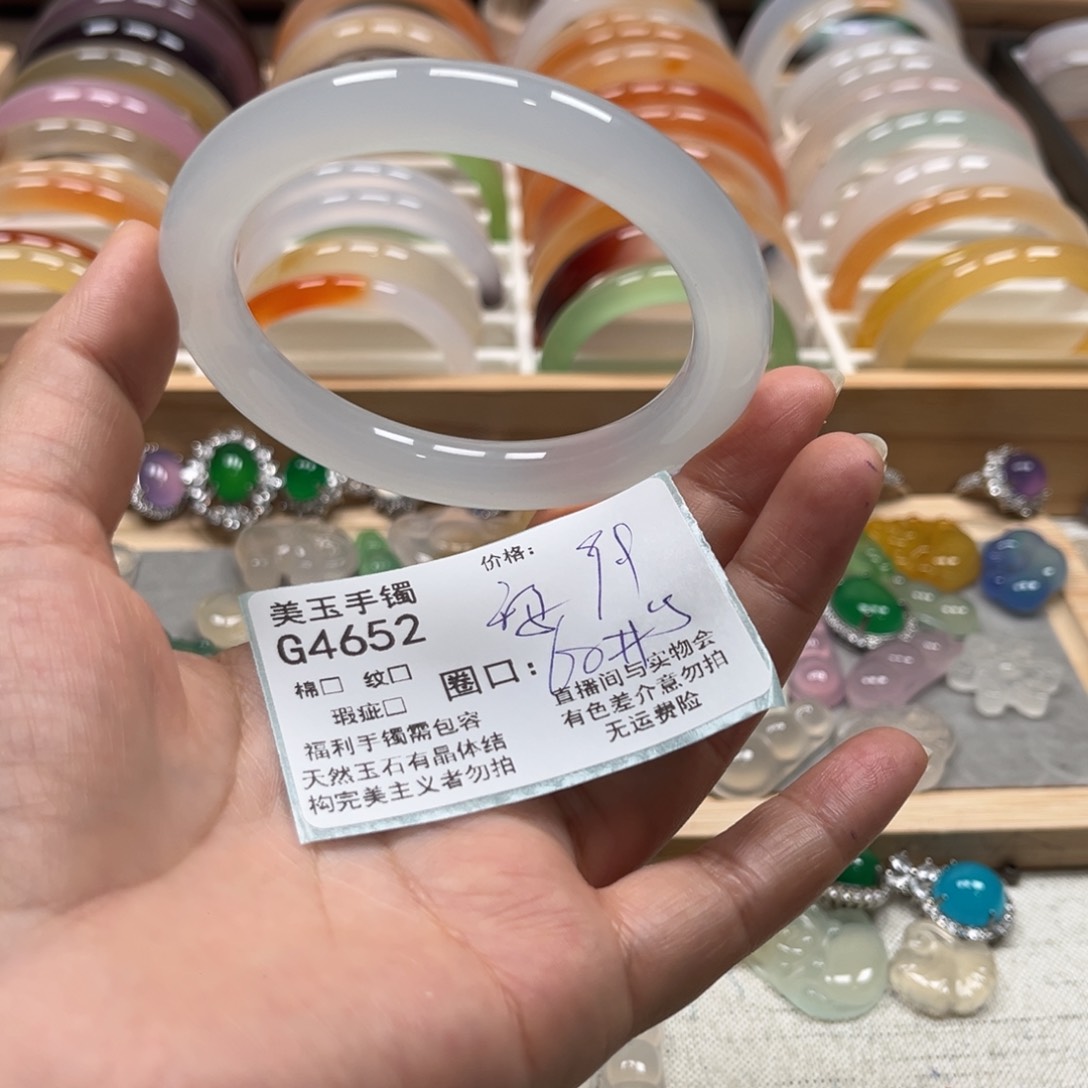 价格:
美玉手镯
G4652
棉□ 纹□
瑕疵□
圈口:
福利手镯需包容
天然玉石有晶体结
构完美主义者勿拍
直播间与实物会
有色差介意勿拍
无运费险